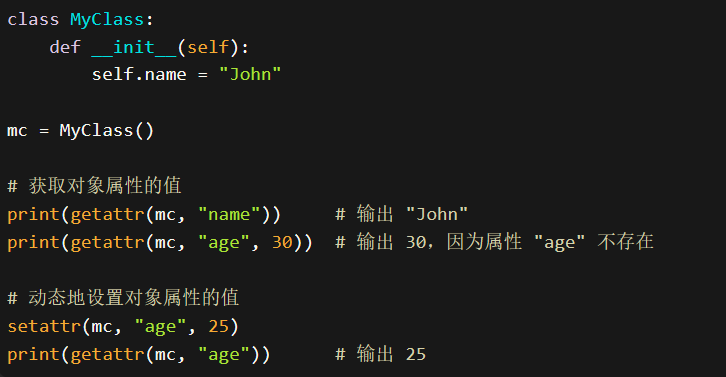 class MyClass:
    def __init__(self):
        self.name = "John"
mc = MyClass()
# 获取对象属性的值
print(getattr(mc, "name"))     # 输出 "John"
print(getattr(mc, "age", 30))  # 输出 30，因为属性 "age" 不存在
# 动态地设置对象属性的值
setattr(mc, "age", 25)
print(getattr(mc, "age"))      # 输出 25